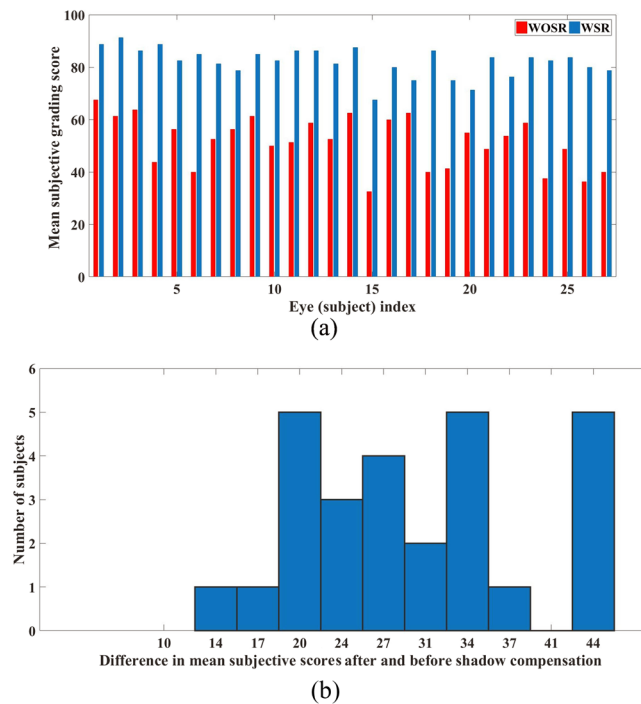 WOSR WSR
100
80
60
40
20
0
Mean subjective grading score
5 10 15 20 25
Eye (subject) index
(a)
6
5
4
3
2
1
0
Number of subjects
10 14 17 20 24 27 31 34 37 41 44
Difference in mean subjective scores after and before shadow compensation
(b)